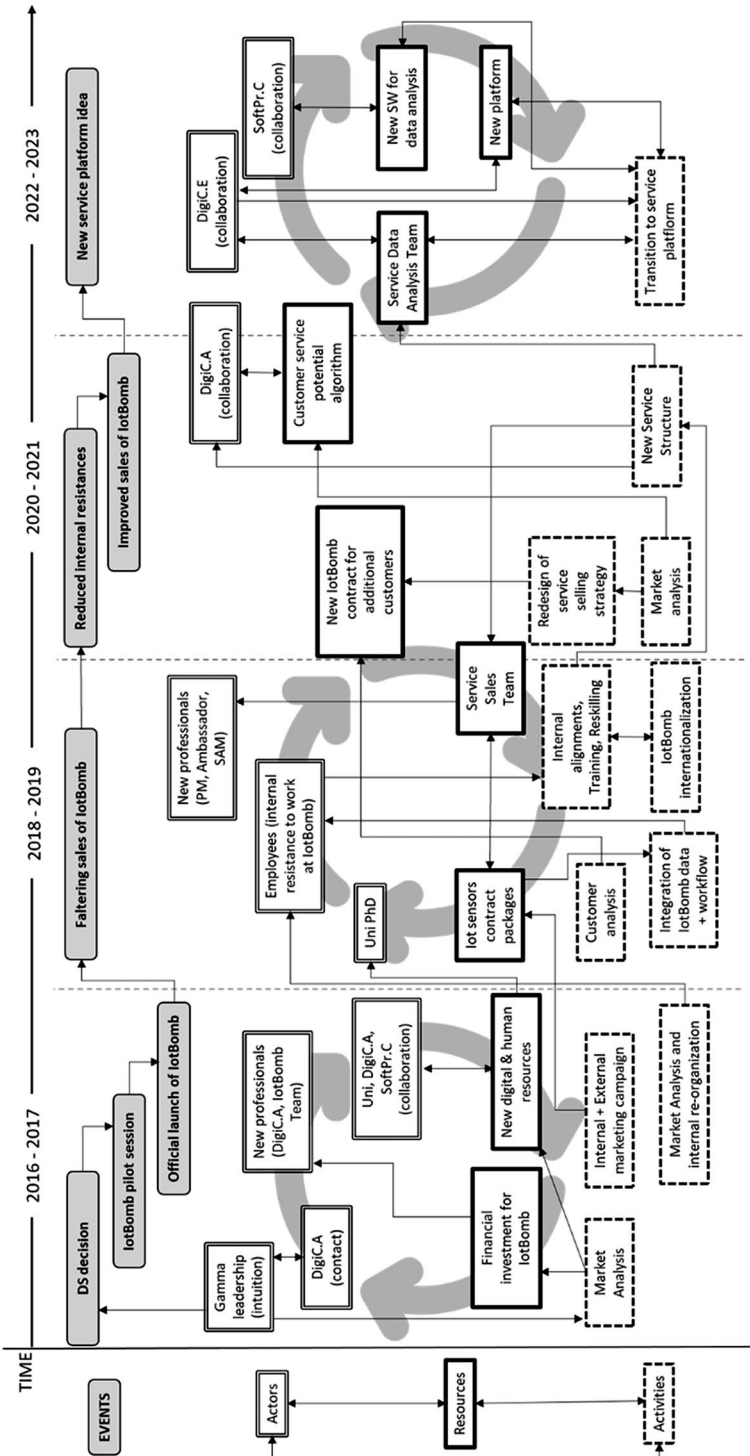 TIME
2016 - 2017
2018 - 2019
2020 - 2021
2022 - 2023
EVENTS
DS decision
IotBomb pilot session
Official launch of IotBomb
Faltering sales of IotBomb
Reduced internal resistances
Improved sales of IotBomb
New service platform idea
Actors
Gamma
leadership
(intuition)
DigiC.A
(contact)
New professionals
(DigiC.A, IotBomb
Team)
Uni, DigiC.A,
SoftPr.C
(collaboration)
Uni PhD
Employees (internal
resistance to work
at IotBomb)
New professionals
(PM, Ambassador,
SAM)
DigiC.A
(collaboration)
DigiC.E
(collaboration)
SoftPr.C
(collaboration)
Resources
Financial
investment for
IotBomb
New digital & human
resources
Iot sensors
contract
packages
Service
Sales
Team
New IotBomb
contract for
additional
customers
Customer service
potential
algorithm
Service Data
Analysis Team
New SW for
data analysis
New platform
Activities
Market
Analysis
Internal + External
marketing campaign
Market Analysis and
internal re-organization
Customer
analysis
Integration of
IotBomb data
+ workflow
Internal
alignments,
Training, Reskilling
IotBomb
internationalization
Redesign of
service
selling
strategy
Market
analysis
New Service
Structure
Transition to service
platfform